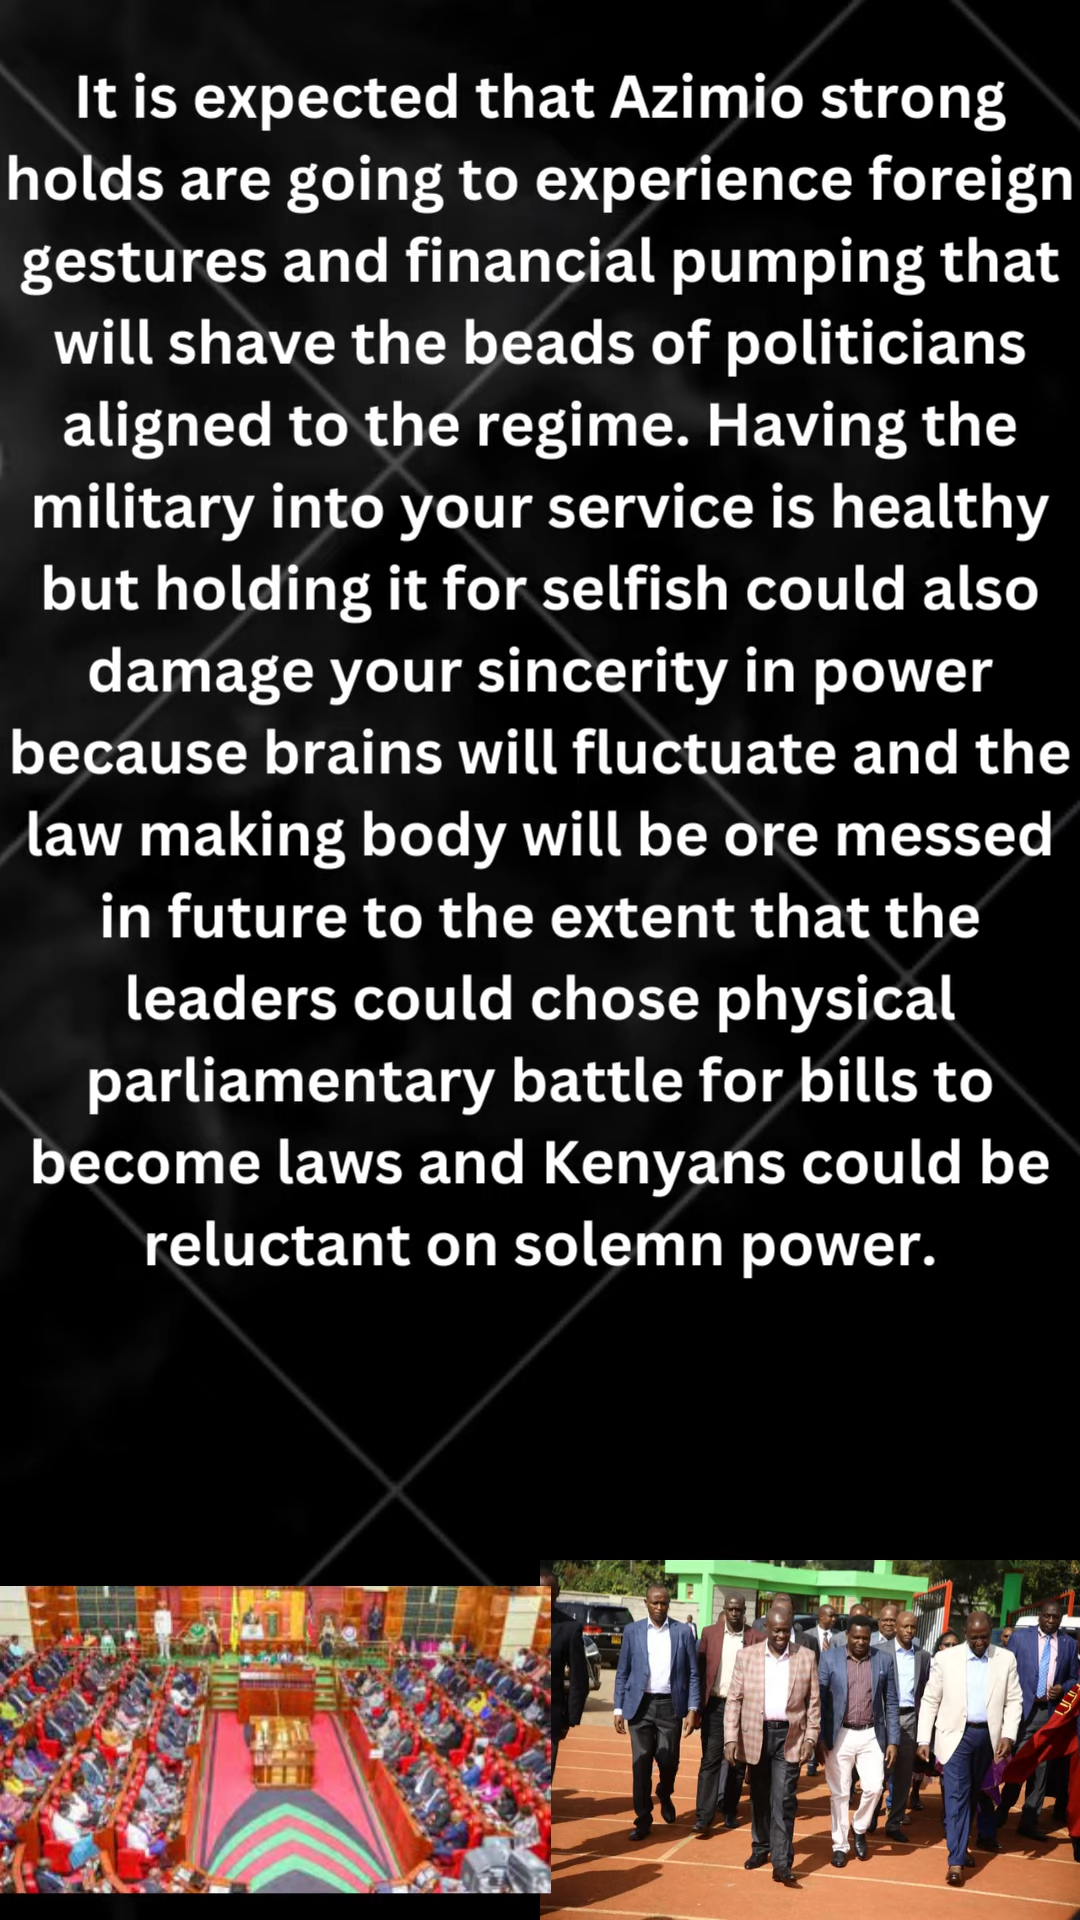 It is expected that Azimio strong
holds are going to experience foreign
gestures and financial pumping that
will shave the beads of politicians
aligned to the regime. Having the
military into your service is healthy
but holding it for selfish could also
damage your sincerity in power
because brains will fluctuate and the
law making body will be ore messed
in future to the extent that the
leaders could chose physical
parliamentary battle for bills to
become laws and Kenyans could be
reluctant on solemn power.